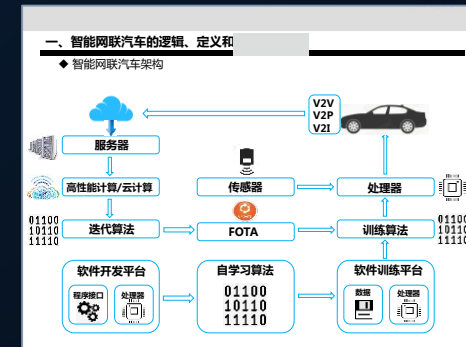 一、智能网联汽车的逻辑、定义和
◆ 智能网联汽车架构
V2V
V2P
V2I
服务器
高性能计算/云计算
传感器
处理器
01100
10110
11110
迭代算法
FOTA
训练算法
01100
10110
11110
软件开发平台
自学习算法
软件训练平台
程序接口
处理器
01100
10110
11110
数据
处理器